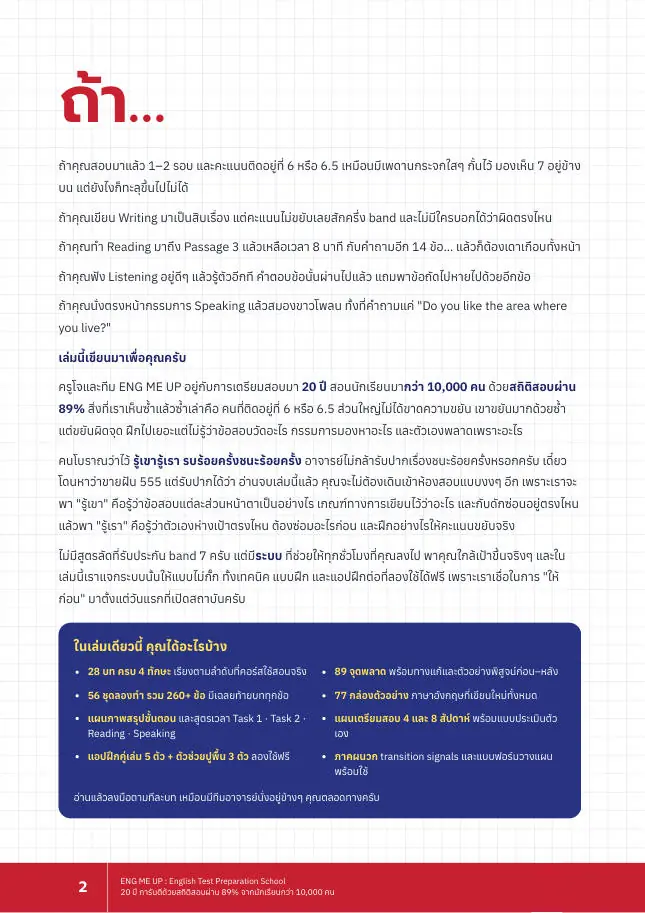 ถ้า...
ถ้าคุณสอบมาแล้ว 1–2 รอบ และคะแนนติดอยู่ที่ 6 หรือ 6.5 เหมือนมีเพดานกระจกใสๆ กั้นไว้ มองเห็น 7 อยู่ข้าง
บน แต่ยังไงก็ทะลุขึ้นไปไม่ได้
ถ้าคุณเขียน Writing มาเป็นสิบเรื่อง แต่คะแนนไม่ขยับเลยสักครึ่ง band และไม่มีใครบอกได้ว่าผิดตรงไหน
ถ้าคุณทำ Reading มาถึง Passage 3 แล้วเหลือเวลา 8 นาที กับคำถามอีก 14 ข้อ... แล้วก็ต้องเดาเกือบทั้งหน้า
ถ้าคุณฟัง Listening อยู่ดีๆ แล้วรู้ตัวอีกที คำตอบข้อนั้นผ่านไปแล้ว แถมพาข้อถัดไปหายไปด้วยอีกข้อ
ถ้าคุณนั่งตรงหน้ากรรมการ Speaking แล้วสมองขาวโพลน ทั้งที่คำถามแค่ "Do you like the area where
you live?"
เล่มนี้เขียนมาเพื่อคุณครับ
ครูโจและทีม ENG ME UP อยู่กับการเตรียมสอบมา 20 ปี สอนนักเรียนมากว่า 10,000 คน ด้วยสถิติสอบผ่าน
89% สิ่งที่เราเห็นซ้ำแล้วซ้ำเล่าคือ คนที่ติดอยู่ที่ 6 หรือ 6.5 ส่วนใหญ่ไม่ได้ขาดความขยัน เขาขยันมากด้วยซ้ำ
แต่ขยันผิดจุด ฝึกไปเยอะแต่ไม่รู้ว่าข้อสอบวัดอะไร กรรมการมองหาอะไร และตัวเองพลาดเพราะอะไร
คนโบราณว่าไว้ รู้เขารู้เรา รบร้อยครั้งชนะร้อยครั้ง อาจารย์ไม่กล้ารับปากเรื่องชนะร้อยครั้งหรอกครับ เดี๋ยว
โดนหาว่าขายฝัน 555 แต่รับปากได้ว่า อ่านจบเล่มนี้แล้ว คุณจะไม่ต้องเดินเข้าห้องสอบแบบงงๆ อีก เพราะเราจะ
พา "รู้เขา" คือรู้ว่าข้อสอบแต่ละส่วนหน้าตาเป็นอย่างไร เกณฑ์ทางการเขียนไว้ว่าอะไร และกับดักซ่อนอยู่ตรงไหน
แล้วพา "รู้เรา" คือรู้ว่าตัวเองห่างเป้าตรงไหน ต้องซ่อมอะไรก่อน และฝึกอย่างไรให้คะแนนขยับจริง
ไม่มีสูตรลัดที่รับประกัน band 7 ครับ แต่มีระบบ ที่ช่วยให้ทุกชั่วโมงที่คุณลงไป พาคุณใกล้เป้าขึ้นจริงๆ และใน
เล่มนี้เราแจกระบบนั้นให้แบบไม่กั๊ก ทั้งเทคนิค แบบฝึก และแอปฝึกต่อที่ลองใช้ได้ฟรี เพราะเราเชื่อในการ "ให้
ก่อน" มาตั้งแต่วันแรกที่เปิดสถาบันครับ
ในเล่มเดียวนี้ คุณได้อะไรบ้าง
• 28 บท ครบ 4 ทักษะ เรียงตามลำดับที่คอร์สใช้สอนจริง
• 56 ชุดลองทำ รวม 260+ ข้อ มีเฉลยท้ายบททุกข้อ
• แผนภาพสรุปขั้นตอน และสูตรเวลา Task 1 · Task 2 ·
Reading · Speaking
• แอปฝึกคู่เล่ม 5 ตัว + ตัวช่วยปูพื้น 3 ตัว ลองใช้ฟรี
• 89 จุดพลาด พร้อมทางแก้และตัวอย่างพิสูจน์ก่อน–หลัง
• 77 กล่องตัวอย่าง ภาษาอังกฤษที่เขียนใหม่ทั้งหมด
• แผนเตรียมสอบ 4 และ 8 สัปดาห์ พร้อมแบบประเมินตัว
เอง
• ภาคผนวก transition signals และแบบฟอร์มวางแผน
พร้อมใช้
อ่านแล้วลงมือตามทีละบท เหมือนมีทีมอาจารย์นั่งอยู่ข้างๆ คุณตลอดทางครับ
2
ENG ME UP : English Test Preparation School
20 ปี การันตีด้วยสถิติสอบผ่าน 89% จากนักเรียนกว่า 10,000 คน